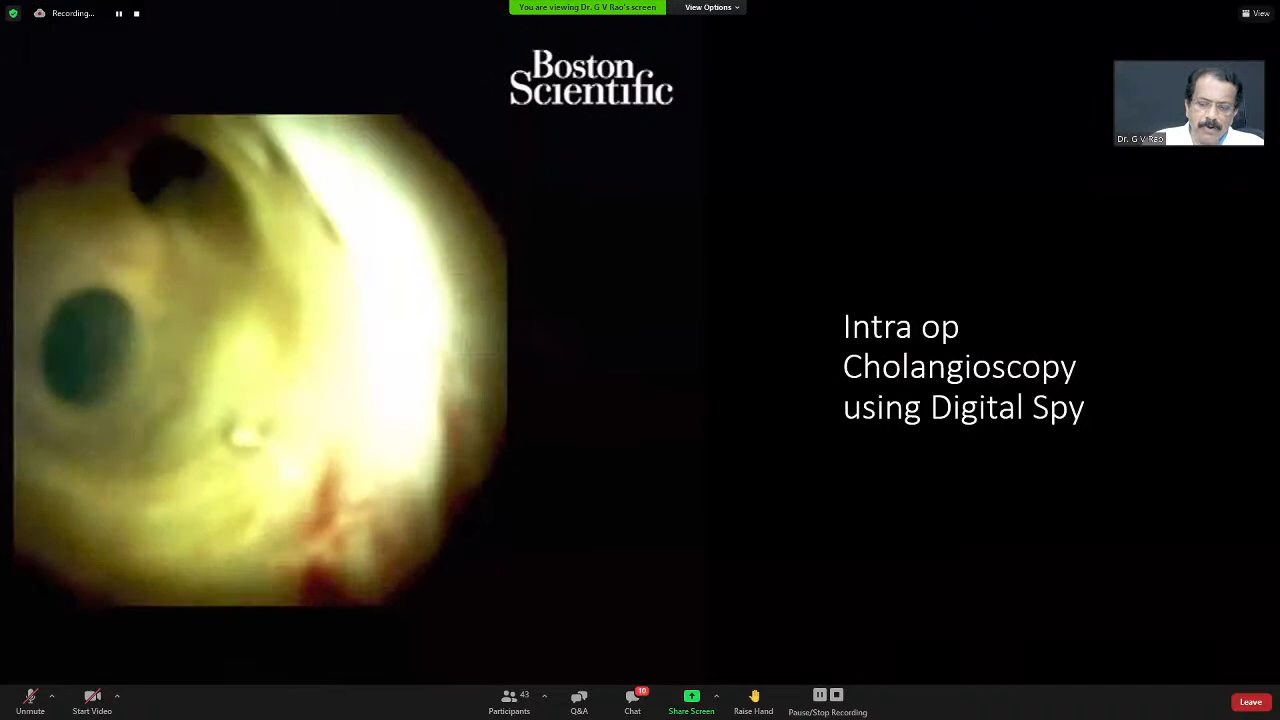 Recording...
You are viewing Dr. G V Rao's screen
View Options
View
Boston
Scientific
Dr. G V Rao
Intra op
Cholangioscopy
using Digital Spy
Unmute
Start Video
Participants
43
Q&A
Chat
10
Share Screen
Raise Hand
Pause/Stop Recording
Leave